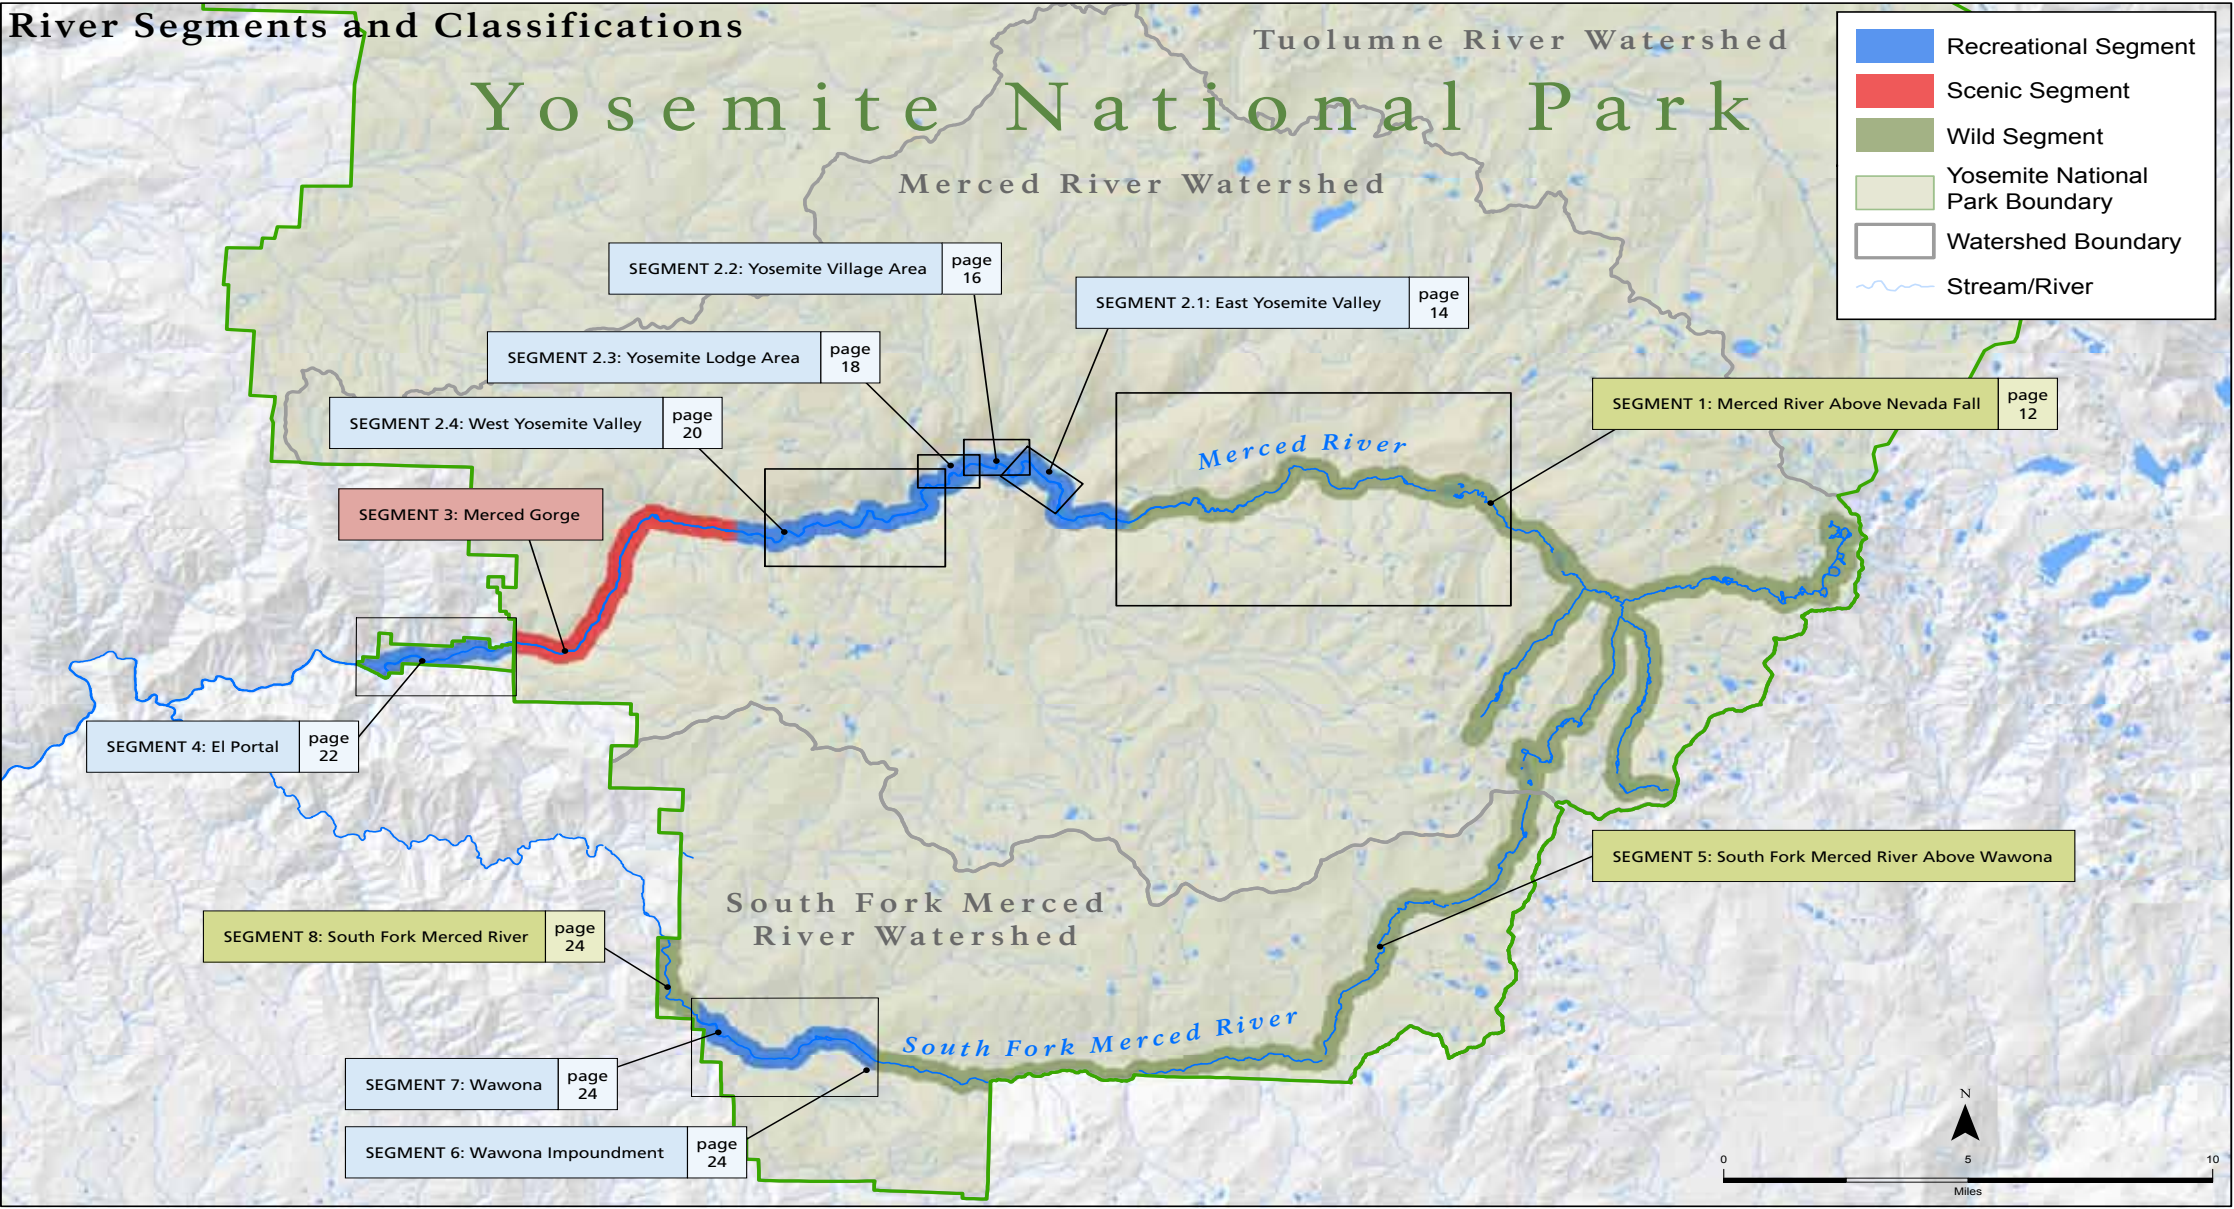 River Segments and Classifications
Tuolumne River Watershed
Yosemite National Park
Merced River Watershed
Recreational Segment
Scenic Segment
Wild Segment
Yosemite National
Park Boundary
Watershed Boundary
Stream/River
SEGMENT 2.2: Yosemite Village Area
page
16
SEGMENT 2.1: East Yosemite Valley
page
14
SEGMENT 2.3: Yosemite Lodge Area
page
18
SEGMENT 2.4: West Yosemite Valley
page
20
SEGMENT 1: Merced River Above Nevada Fall
page
12
Merced River
SEGMENT 3: Merced Gorge
SEGMENT 4: El Portal
page
22
SEGMENT 5: South Fork Merced River Above Wawona
South Fork Merced
River Watershed
SEGMENT 8: South Fork Merced River
page
24
South Fork Merced River
SEGMENT 7: Wawona
page
24
SEGMENT 6: Wawona Impoundment
page
24
N
0
5
10
Miles